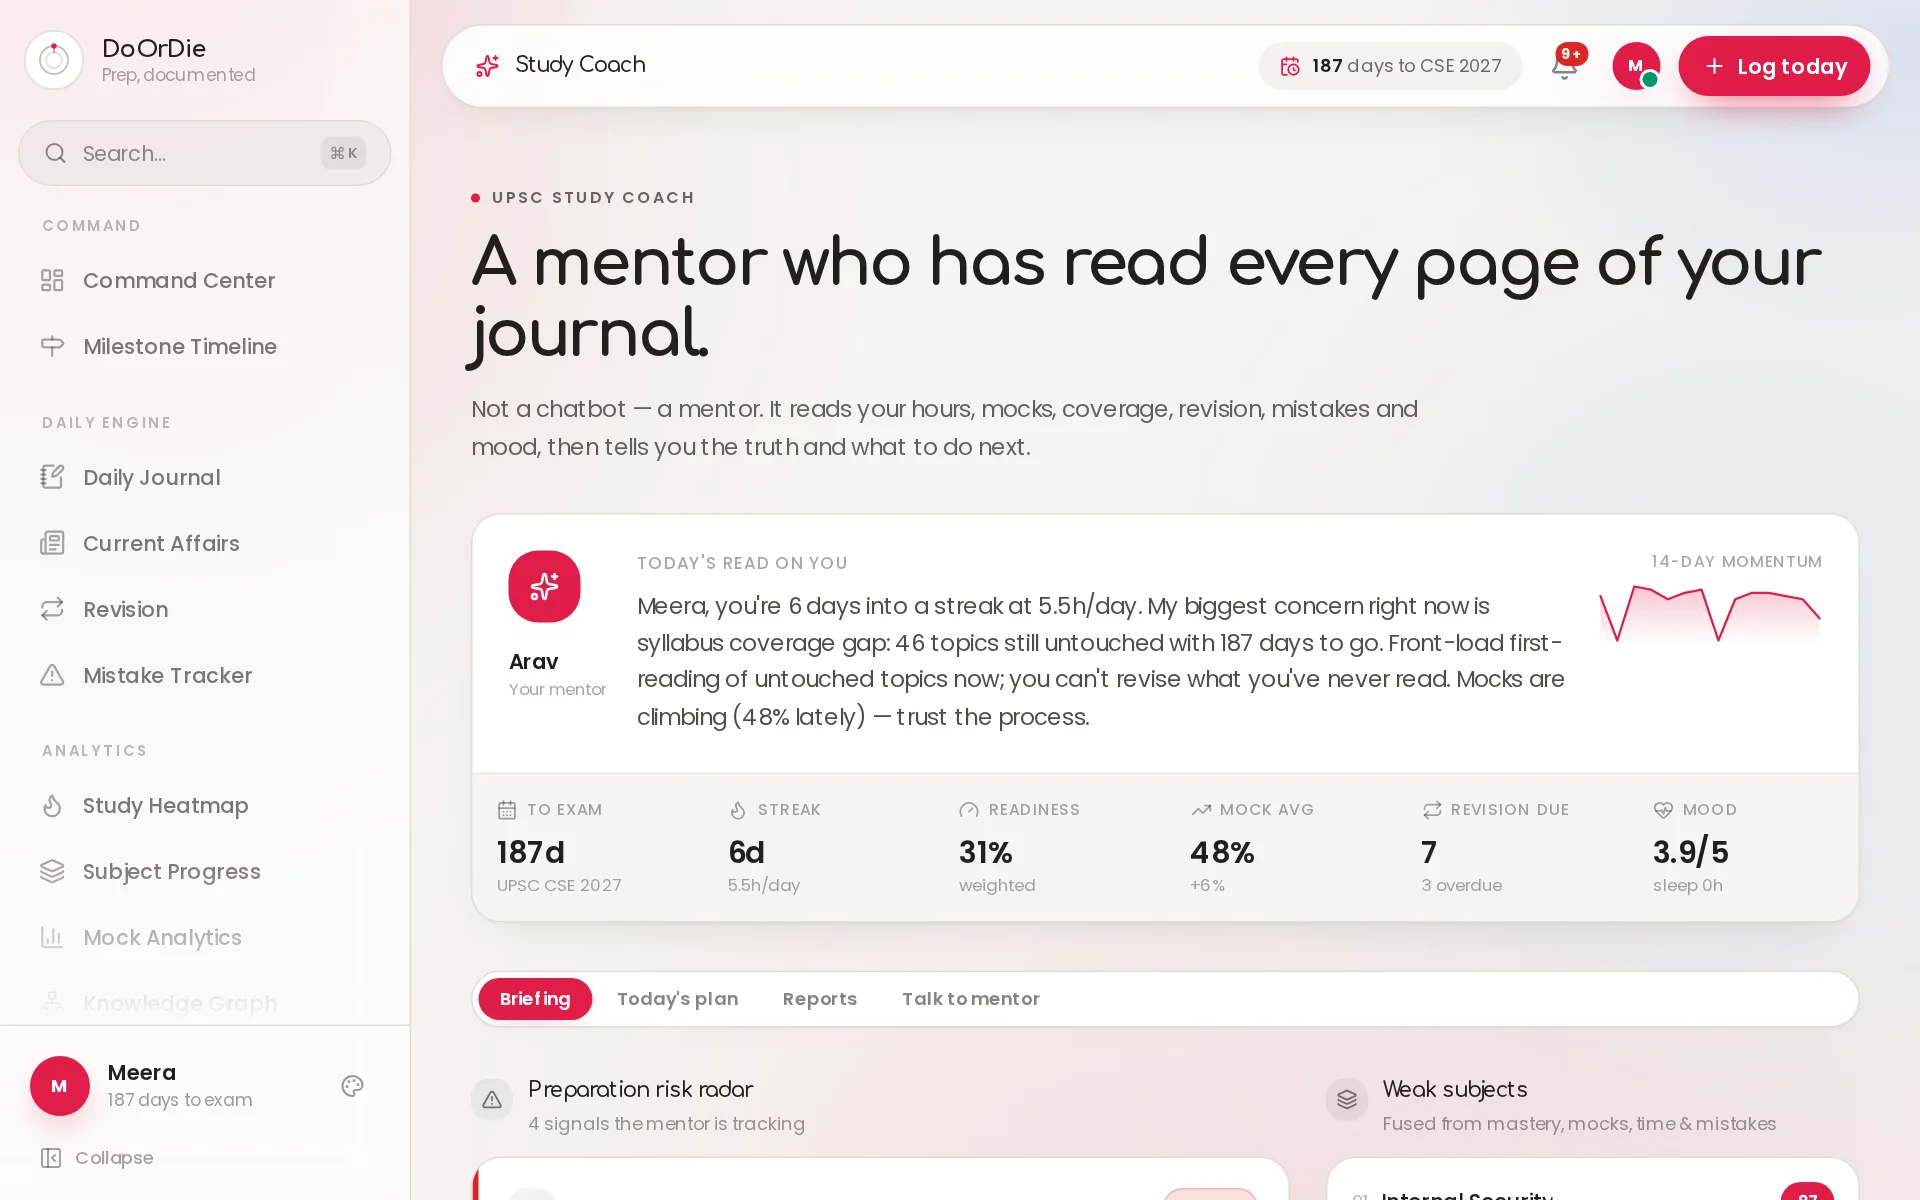 DoOrDie
Prep, documented
Search...
⌘K
COMMAND
Command Center
Milestone Timeline
DAILY ENGINE
Daily Journal
Current Affairs
Revision
Mistake Tracker
ANALYTICS
Study Heatmap
Subject Progress
Mock Analytics
Knowledge Graph
M
Meera
187 days to exam
Collapse
Study Coach
187 days to CSE 2027
9+
M
+ Log today
UPSC STUDY COACH
A mentor who has read every page of your
journal.
Not a chatbot — a mentor. It reads your hours, mocks, coverage, revision, mistakes and
mood, then tells you the truth and what to do next.
Arav
Your mentor
TODAY'S READ ON YOU
Meera, you're 6 days into a streak at 5.5h/day. My biggest concern right now is
syllabus coverage gap: 46 topics still untouched with 187 days to go. Front-load first-
reading of untouched topics now; you can't revise what you've never read. Mocks are
climbing (48% lately) — trust the process.
14-DAY MOMENTUM
TO EXAM
187d
UPSC CSE 2027
STREAK
6d
5.5h/day
READINESS
31%
weighted
MOCK AVG
48%
+6%
REVISION DUE
7
3 overdue
MOOD
3.9/5
sleep 0h
Briefing
Today's plan
Reports
Talk to mentor
Preparation risk radar
4 signals the mentor is tracking
Weak subjects
Fused from mastery, mocks, time & mistakes
01 Internal Security
87